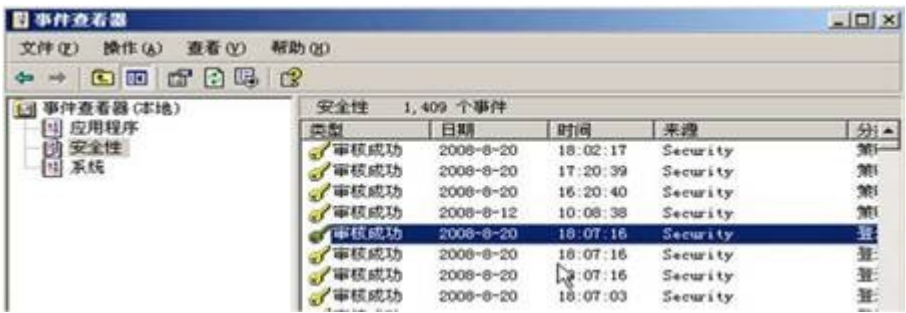 事件查看器
文件(F) 操作(A) 查看(V) 帮助(H)
事件查看器(本地)
应用程序
安全性
系统
安全性 1,409 个事件
类型 日期 时间 来源
审核成功 2008-8-20 18:02:17 Security
审核成功 2008-8-20 17:20:39 Security
审核成功 2008-8-20 16:20:40 Security
审核成功 2008-8-12 10:08:38 Security
审核成功 2008-8-20 18:07:16 Security
审核成功 2008-8-20 18:07:16 Security
审核成功 2008-8-20 :07:16 Security
审核成功 2008-8-20 18:07:03 Security